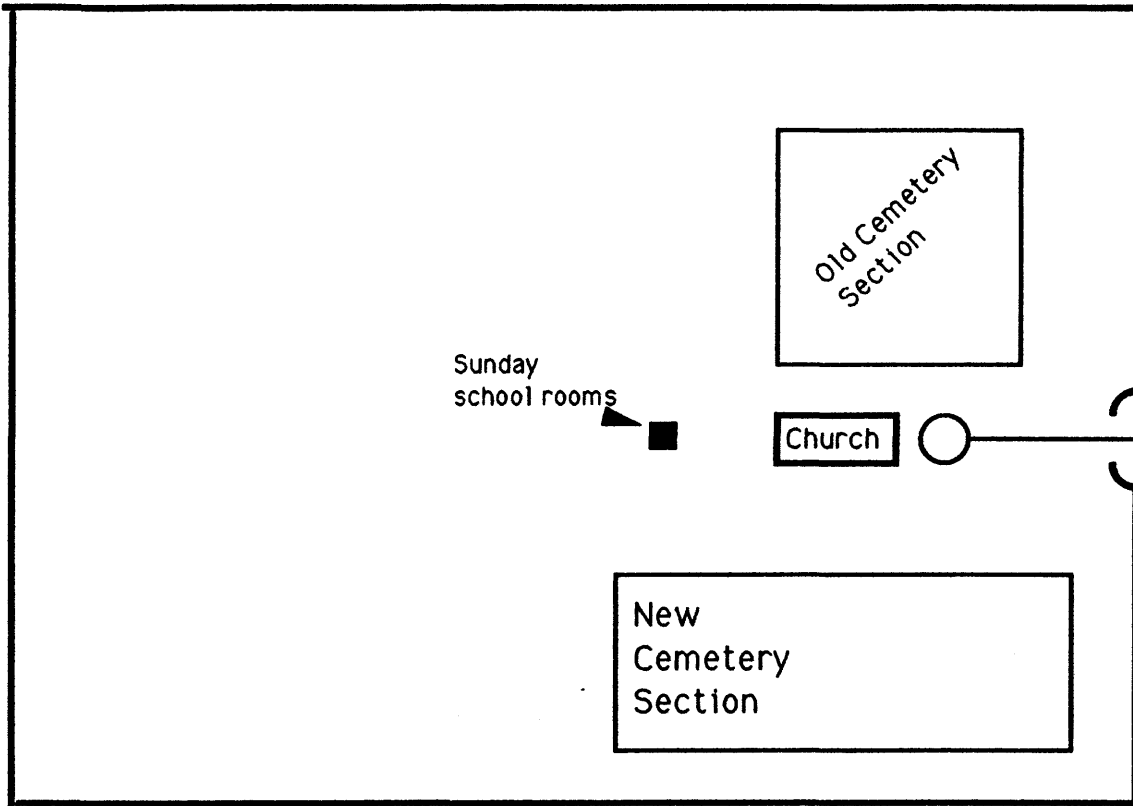 Old Cemetery
Section
Sunday
school rooms
Church
New
Cemetery
Section